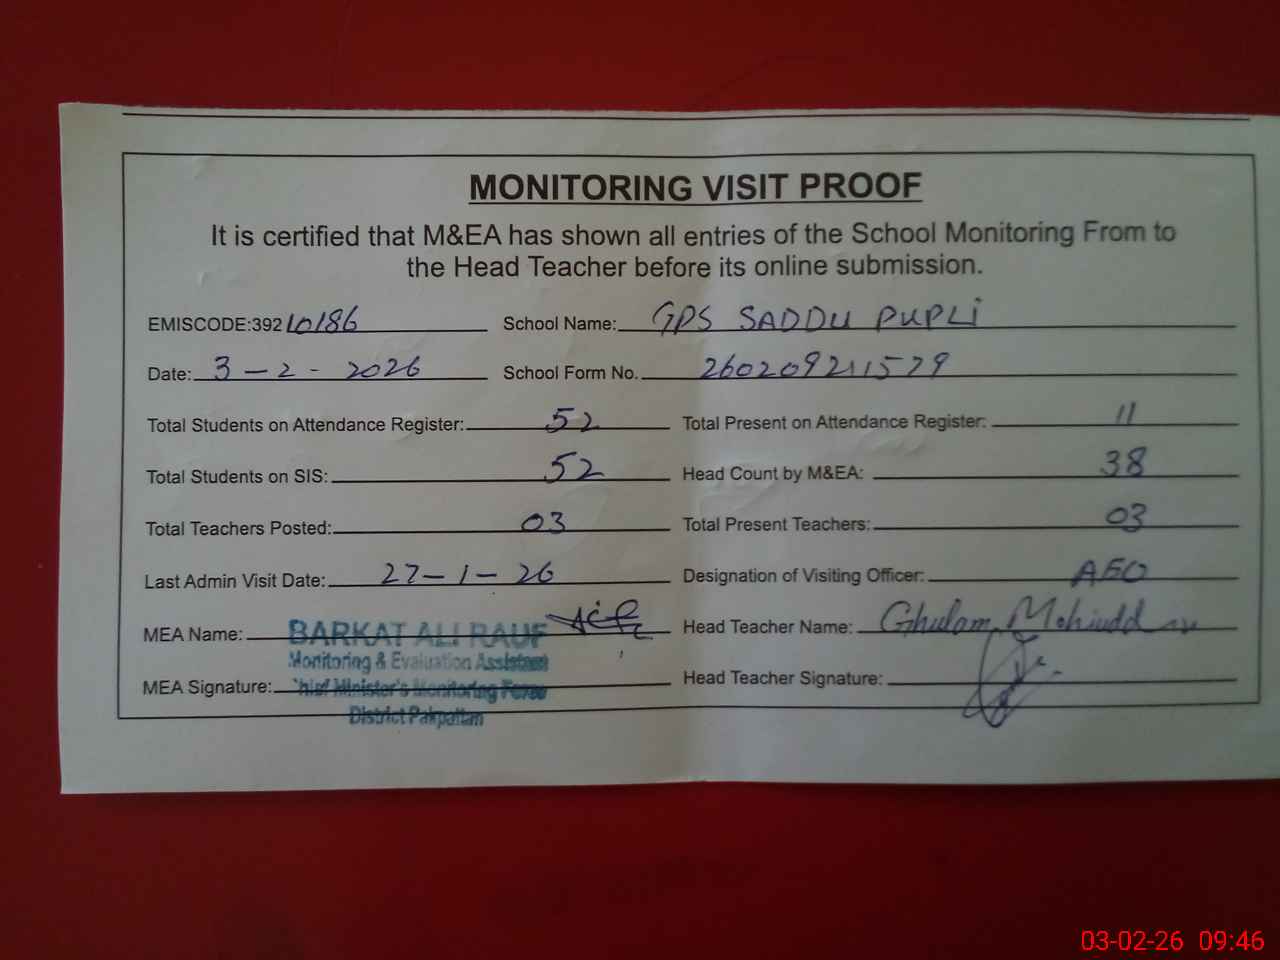 MONITORING VISIT PROOF
It is certified that M&EA has shown all entries of the School Monitoring From to
the Head Teacher before its online submission.
EMISCODE:392 10186 School Name: GPS SADDU PUPLi
Date: 3-2-2026 School Form No. 260209211579
Total Students on Attendance Register: 52 Total Present on Attendance Register: 11
Total Students on SIS: 52 Head Count by M&EA: 38
Total Teachers Posted: 03 Total Present Teachers: 03
Last Admin Visit Date: 27-1-26 Designation of Visiting Officer: AEO
MEA Name: BARKAT ALI RAUF Head Teacher Name: Ghulam Mohiuddin
Monitoring & Evaluation Assistant
MEA Signature: Chief Minister's Monitoring Force Head Teacher Signature:
District Pakpattan
03-02-26 09:46